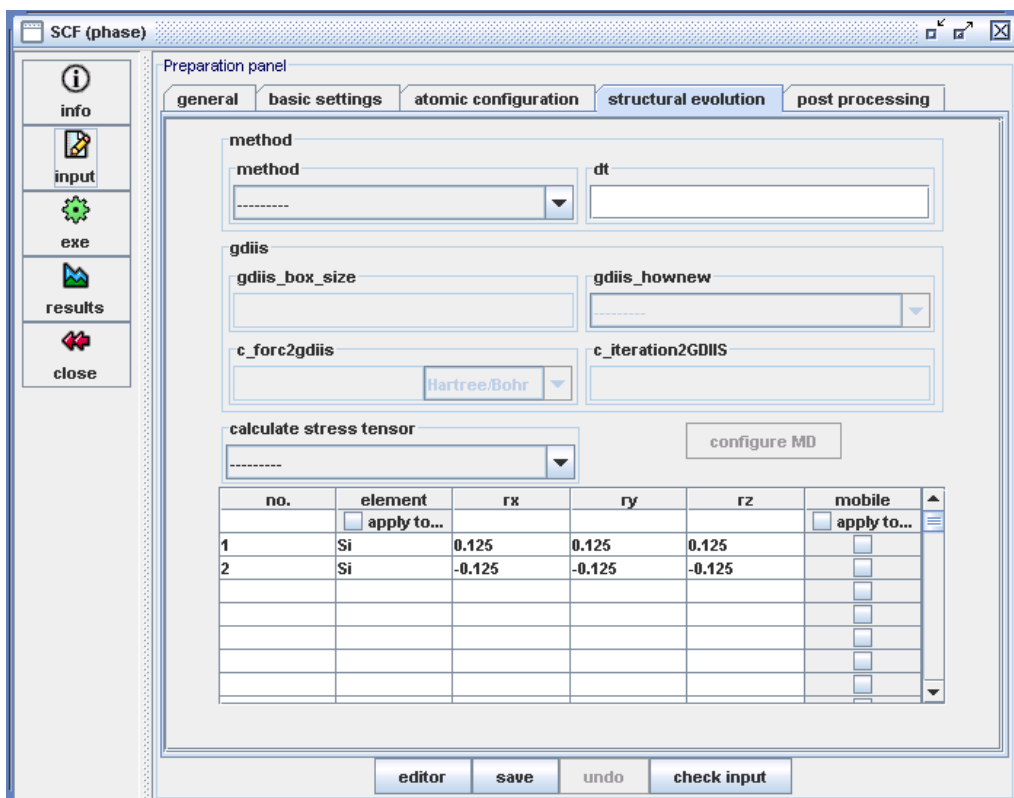 SCF (phase)
info
input
exe
results
close
Preparation panel
general basic settings atomic configuration structural evolution post processing
method
method dt
---------
gdiis
gdiis_box_size gdiis_hownew
---------
c_forc2gdiis c_iteration2GDIIS
Hartree/Bohr
calculate stress tensor
configure MD
---------
no. element rx ry rz mobile
apply to... apply to...
1 Si 0.125 0.125 0.125
2 Si -0.125 -0.125 -0.125
editor save undo check input